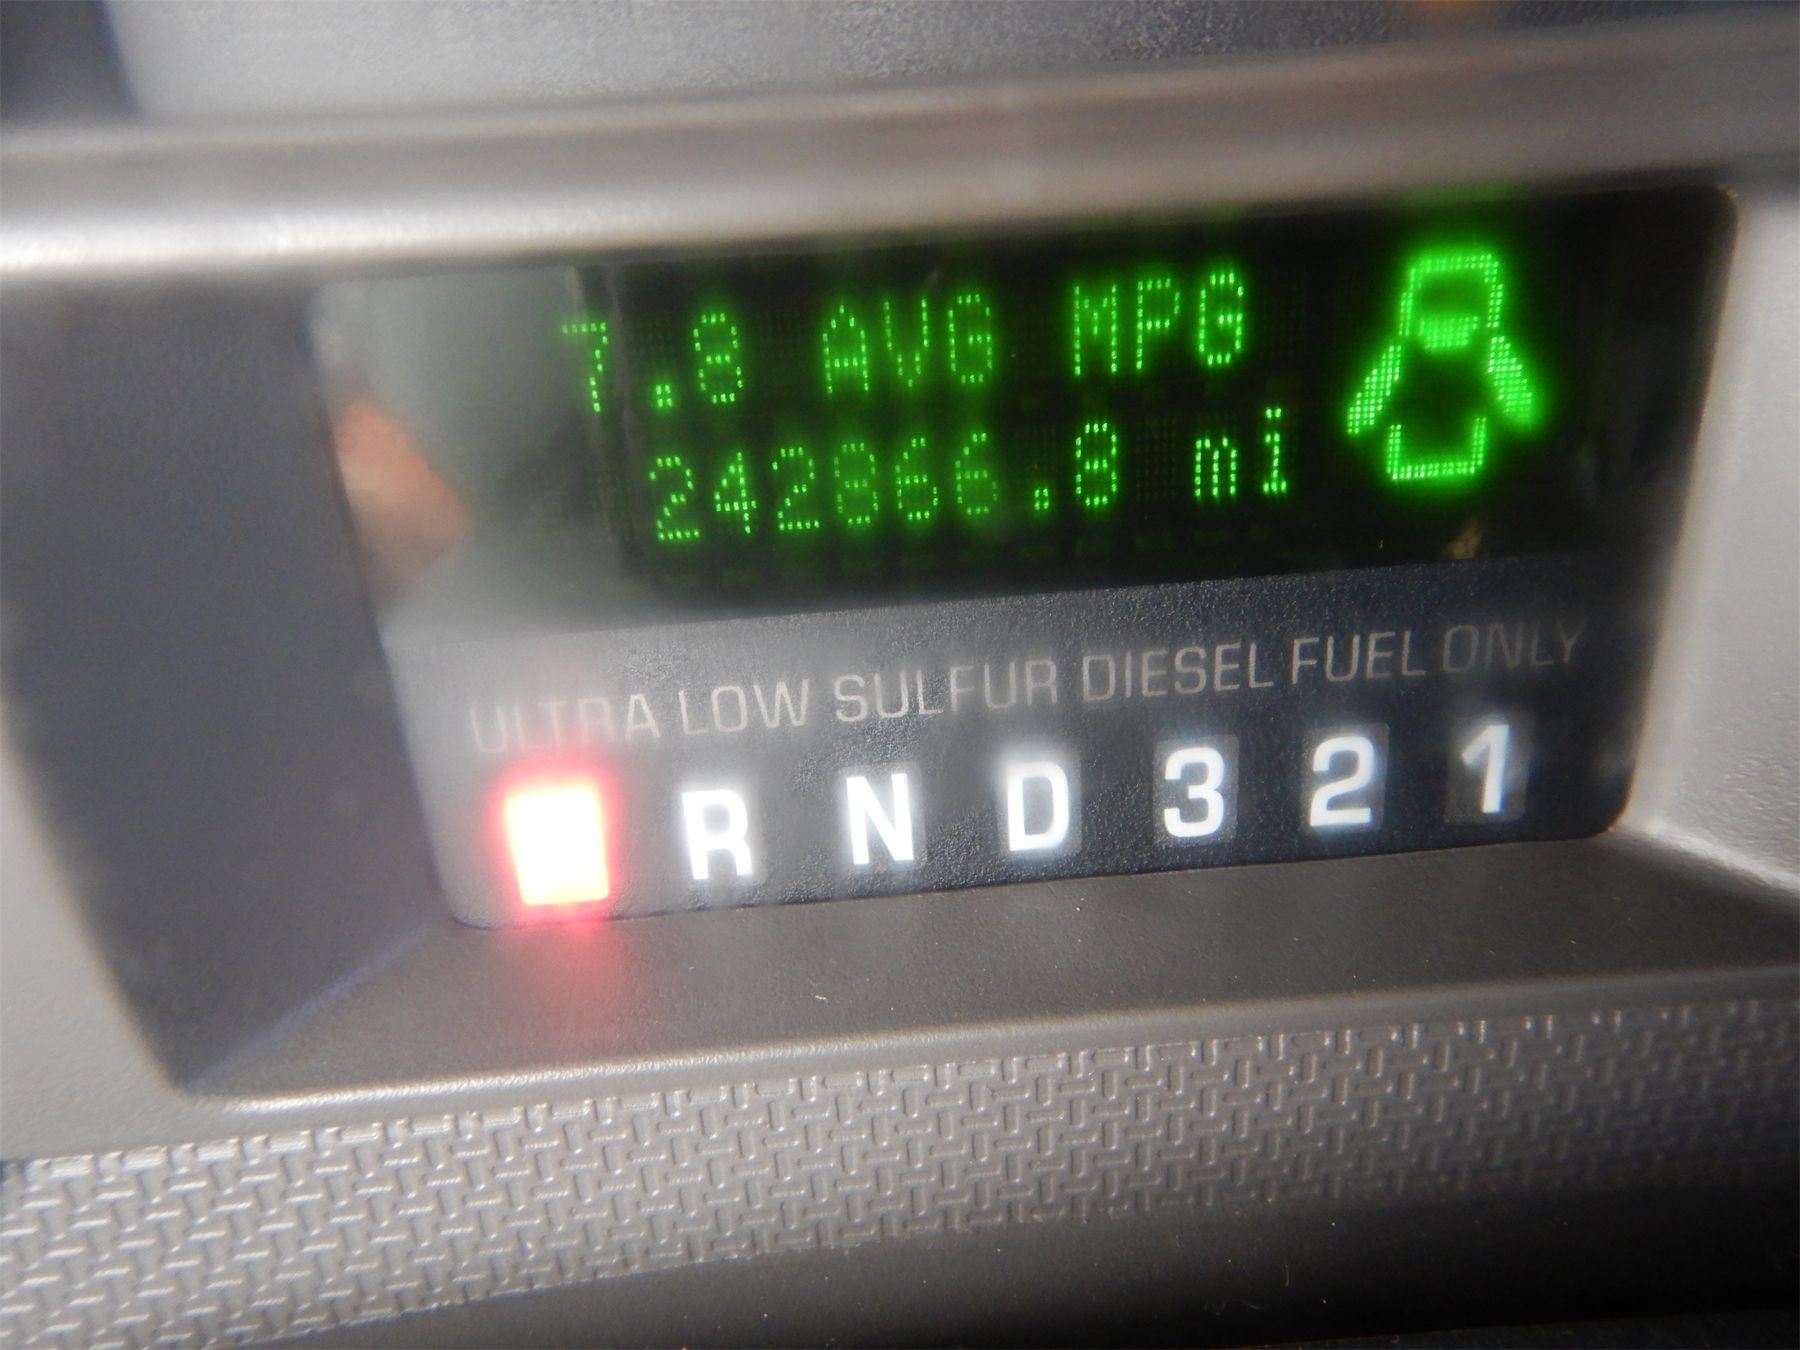 7.8 AVG MPG
242866.8 mi
ULTRA LOW SULFUR DIESEL FUEL ONLY
R N D 3 2 1